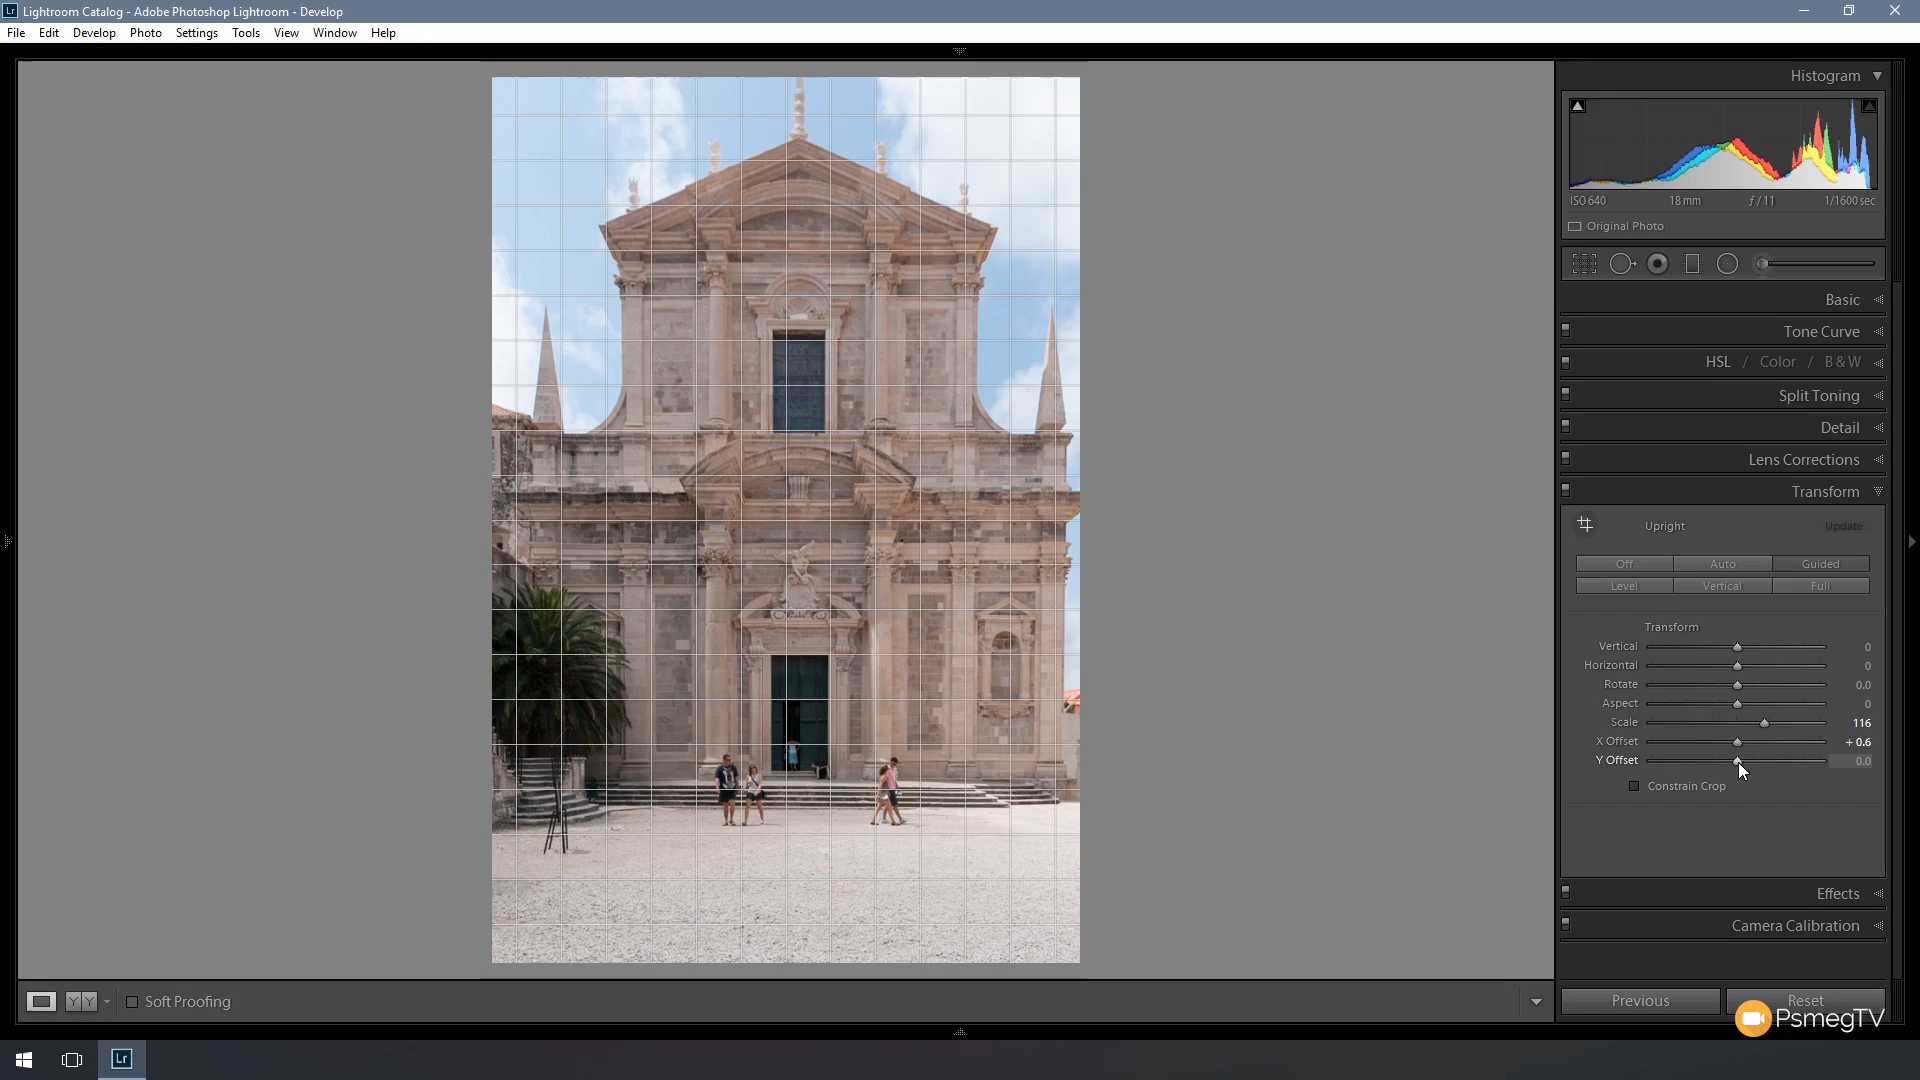 Lr Lightroom Catalog - Adobe Photoshop Lightroom - Develop
File Edit Develop Photo Settings Tools View Window Help
Histogram
ISO 640 18 mm ƒ / 11 1/1600 sec
Original Photo
Basic
Tone Curve
HSL / Color / B & W
Split Toning
Detail
Lens Corrections
Transform
Upright Update
Off Auto Guided
Level Vertical Full
Transform
Vertical 0
Horizontal 0
Rotate 0.0
Aspect 0
Scale 116
X Offset + 0.6
Y Offset 0.0
Constrain Crop
Effects
Camera Calibration
Y Y Soft Proofing
Previous Reset
PsmegTV
Lr